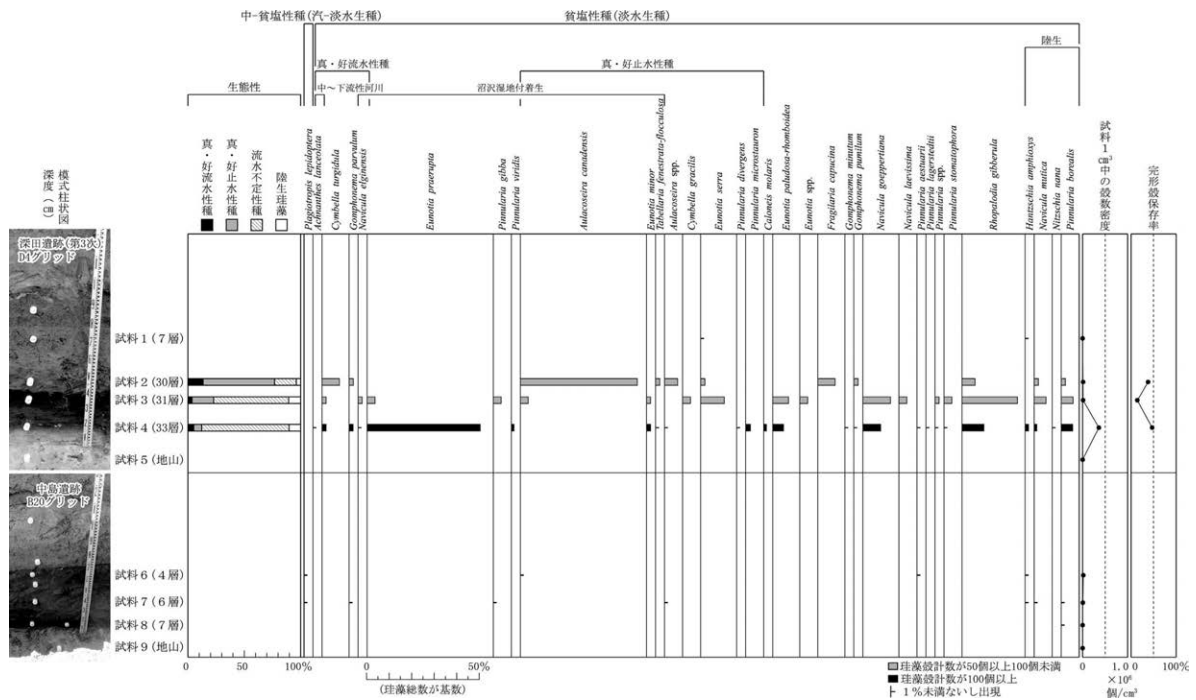 中-貧塩性種(汽-淡水生種)
貧塩性種(淡水生種)
陸生
真・好流水性種
真・好止水性種
生態性
中～下流性河川
沼沢湿地付着生
模式柱状図
深度(㎝)
真・好流水性種
真・好止水性種
流水不定性種
陸生珪藻
Plagiotropis lepidoptera
Achnanthes lanceolata
Cymbella turgidula
Gomphonema parvulum
Navicula elginensis
Eunotia praerupta
Pinnularia gibba
Pinnularia viridis
Aulacoseira canadensis
Eunotia minor
Tabellaria fenestrata-flocculosa
Aulacoseira spp.
Cymbella gracilis
Eunotia serra
Pinnularia divergens
Pinnularia microstauron
Caloneis molaris
Eunotia paludosa-rhomboidea
Eunotia spp.
Fragilaria capucina
Gomphonema minutum
Gomphonema pumilum
Navicula goeppertiana
Navicula laevissima
Pinnularia aestuarii
Pinnularia lagerstedtii
Pinnularia spp.
Pinnularia stomatophora
Rhopalodia gibberula
Hantzschia amphioxys
Navicula mutica
Nitzschia nana
Pinnularia borealis
試料1㎤中の殻数密度
完形殻保存率
深田遺跡(第3次)
D4グリッド
試料1(7層)
試料2(30層)
試料3(31層)
試料4(33層)
試料5(地山)
中島遺跡
B20グリッド
試料6(4層)
試料7(6層)
試料8(7層)
試料9(地山)
0 50 100%
0 50%
(珪藻総数が基数)
珪藻殻計数が50個以上100個未満
珪藻殻計数が100個以上
1%未満ないし出現
0 1.0
×10⁶
個/cm³
0 100%